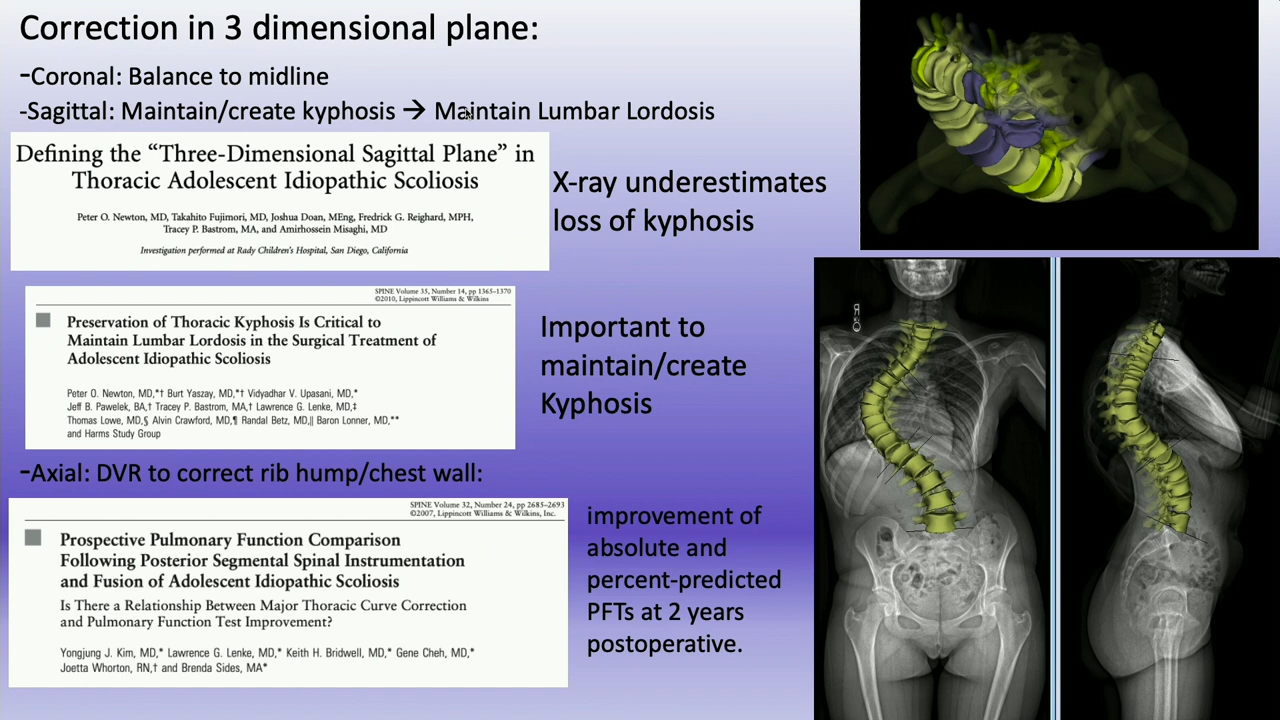 Correction in 3 dimensional plane:
-Coronal: Balance to midline
-Sagittal: Maintain/create kyphosis → Maintain Lumbar Lordosis
Defining the “Three-Dimensional Sagittal Plane” in
Thoracic Adolescent Idiopathic Scoliosis
Peter O. Newton, MD, Takahito Fujimori, MD, Joshua Doan, MEng, Fredrick G. Reighard, MPH,
Tracey P. Bastrom, MA, and Amirhossein Misaghi, MD
Investigation performed at Rady Children's Hospital, San Diego, California
X-ray underestimates
loss of kyphosis
SPINE Volume 35, Number 14, pp 1365–1370
©2010, Lippincott Williams & Wilkins
Preservation of Thoracic Kyphosis Is Critical to
Maintain Lumbar Lordosis in the Surgical Treatment of
Adolescent Idiopathic Scoliosis
Peter O. Newton, MD,*† Burt Yaszay, MD,*† Vidyadhar V. Upasani, MD,*
Jeff B. Pawelek, BA,† Tracey P. Bastrom, MA,† Lawrence G. Lenke, MD,‡
Thomas Lowe, MD,§ Alvin Crawford, MD,¶ Randal Betz, MD,∥ Baron Lonner, MD,**
and Harms Study Group
Important to
maintain/create
Kyphosis
-Axial: DVR to correct rib hump/chest wall:
SPINE Volume 32, Number 24, pp 2685–2693
©2007, Lippincott Williams & Wilkins, Inc.
Prospective Pulmonary Function Comparison
Following Posterior Segmental Spinal Instrumentation
and Fusion of Adolescent Idiopathic Scoliosis
Is There a Relationship Between Major Thoracic Curve Correction
and Pulmonary Function Test Improvement?
Yongjung J. Kim, MD,* Lawrence G. Lenke, MD,* Keith H. Bridwell, MD,* Gene Cheh, MD,*
Joetta Whorton, RN,† and Brenda Sides, MA*
improvement of
absolute and
percent-predicted
PFTs at 2 years
postoperative.